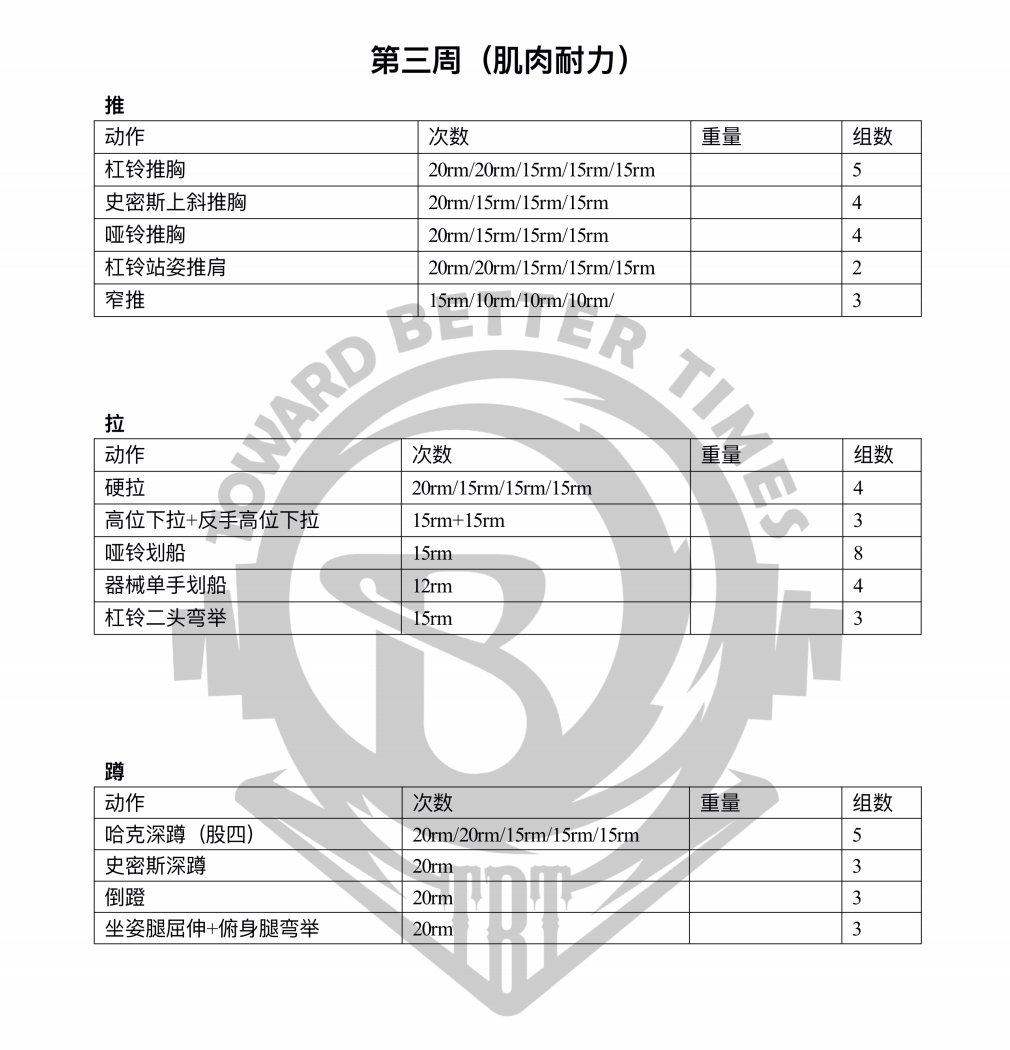 第三周（肌肉耐力）
推
动作 次数 重量 组数
杠铃推胸 20rm/20rm/15rm/15rm/15rm 5
史密斯上斜推胸 20rm/15rm/15rm/15rm 4
哑铃推胸 20rm/15rm/15rm/15rm 4
杠铃站姿推肩 20rm/20rm/15rm/15rm/15rm 2
窄推 15rm/10rm/10rm/10rm/ 3
TOWARD BETTER TIMES
拉
动作 次数 重量 组数
硬拉 20rm/15rm/15rm/15rm 4
高位下拉+反手高位下拉 15rm+15rm 3
哑铃划船 15rm 8
器械单手划船 12rm 4
杠铃二头弯举 15rm 3
蹲
动作 次数 重量 组数
哈克深蹲（股四） 20rm/20rm/15rm/15rm/15rm 5
史密斯深蹲 20rm 3
倒蹬 20rm 3
坐姿腿屈伸+俯身腿弯举 20rm 3
TBT